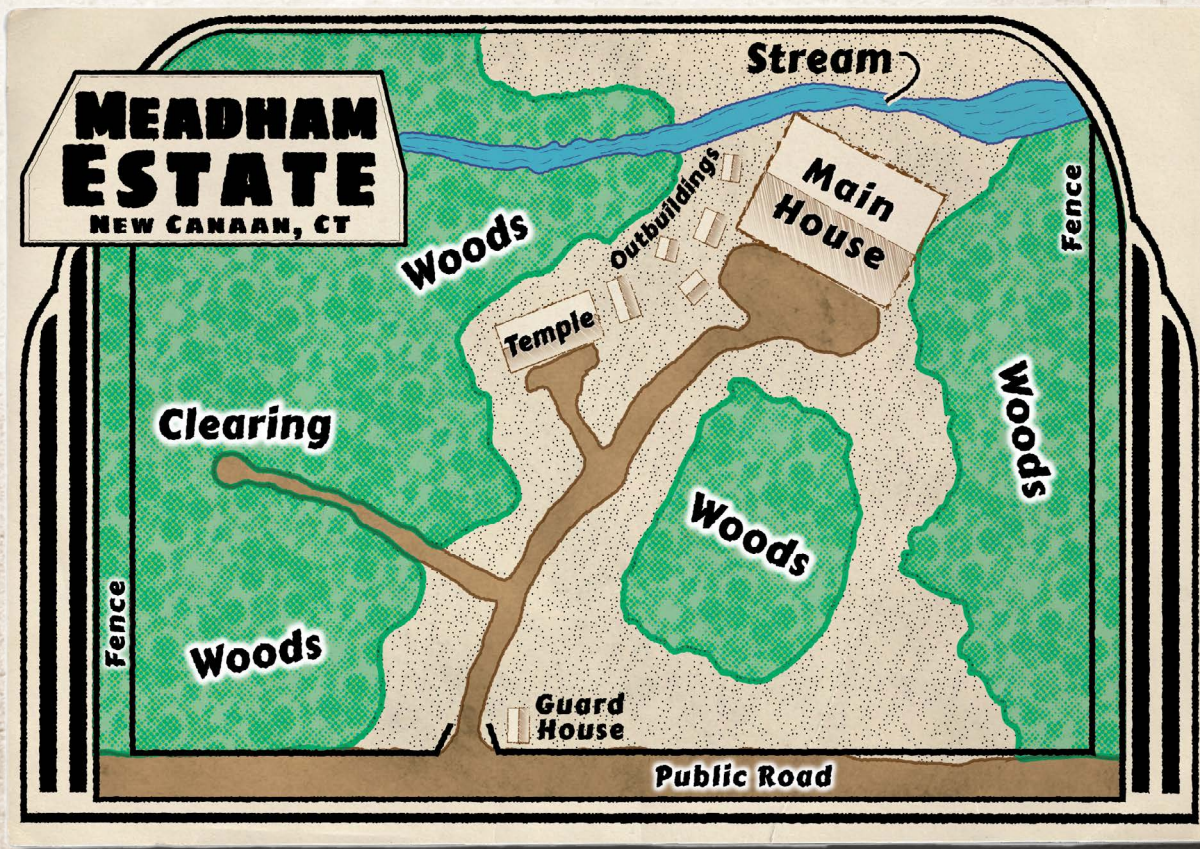 Meadham
Estate
New Canaan, CT
Stream
Main
House
Outbuildings
Woods
Fence
Temple
Woods
Clearing
Woods
Woods
Fence
Guard
House
Public Road